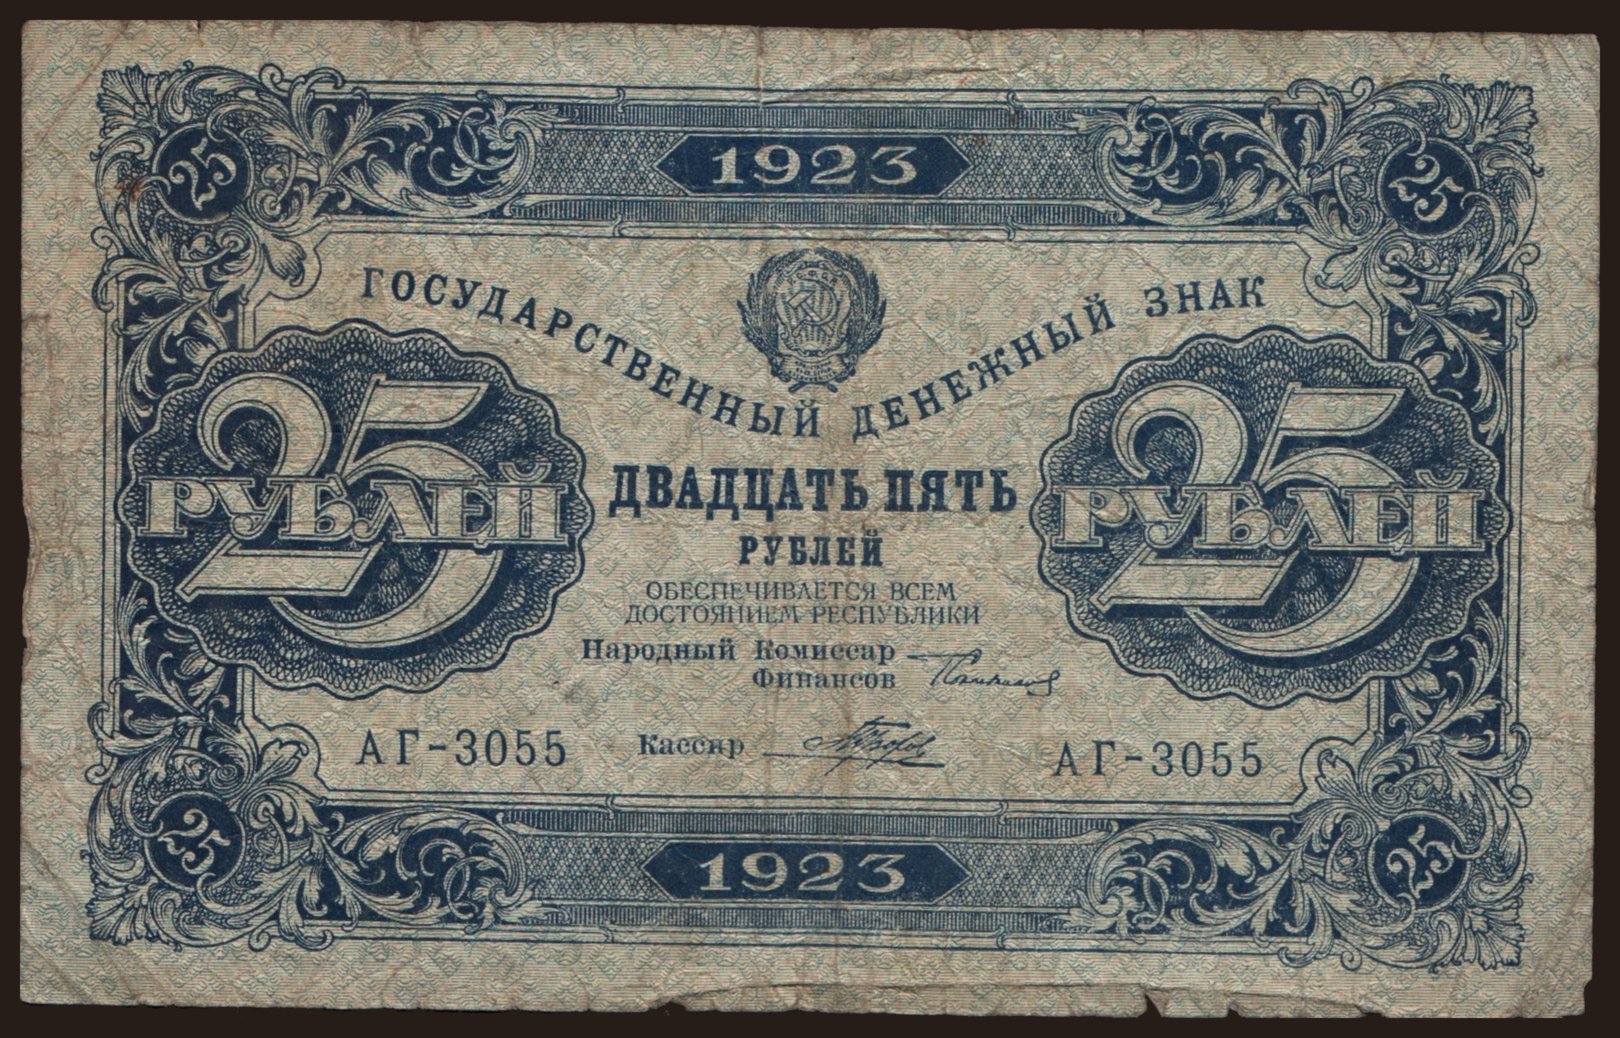 1923
25 25
ГОСУДАРСТВЕННЫЙ ДЕНЕЖНЫЙ ЗНАК
25 РУБЛЕЙ
25 РУБЛЕЙ
ДВАДЦАТЬ ПЯТЬ
РУБЛЕЙ
ОБЕСПЕЧИВАЕТСЯ ВСЕМ
ДОСТОЯНИЕМ РЕСПУБЛИКИ
Народный Комиссар
Финансов
АГ-3055 Кассир АГ-3055
25 25
1923